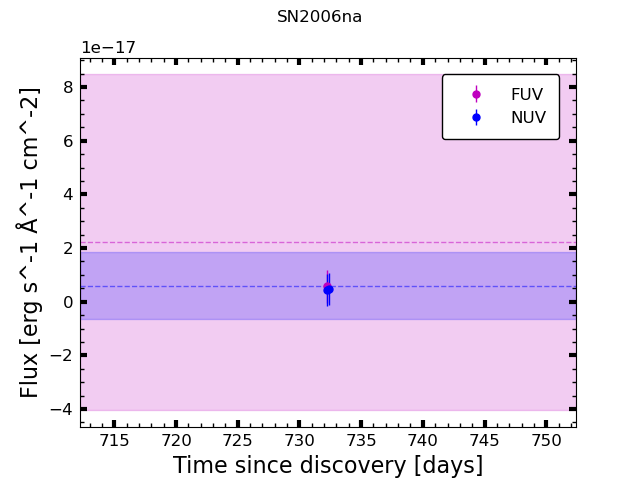 SN2006na
1e−17
8
6
4
2
0
−2
−4
FUV
NUV
715 720 725 730 735 740 745 750
Time since discovery [days]
Flux [erg s^-1 Å^-1 cm^-2]